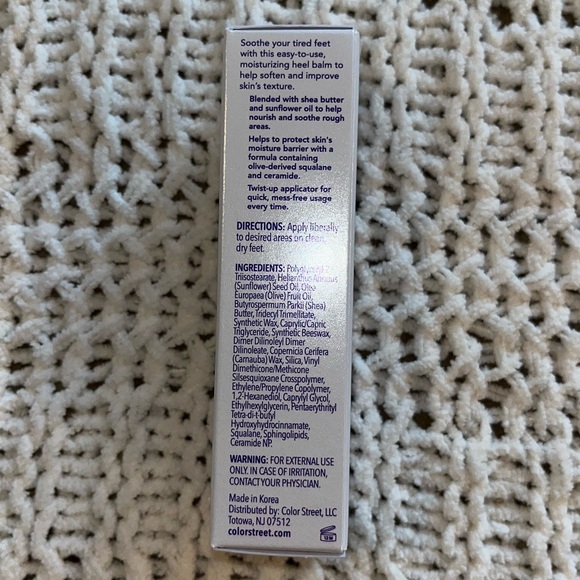 Soothe your tired feet
with this easy-to-use,
moisturizing heel balm to
help soften and improve
skin's texture.
Blended with shea butter
and sunflower oil to help
nourish and soothe rough
areas.
Helps to protect skin's
moisture barrier with a
formula containing
olive-derived squalane
and ceramide.
Twist-up applicator for
quick, mess-free usage
every time.
DIRECTIONS: Apply liberally
to desired areas on clean,
dry feet.
INGREDIENTS: Polyglyceryl-2
Triisostearate, Helianthus Annuus
(Sunflower) Seed Oil, Olea
Europaea (Olive) Fruit Oil,
Butyrospermum Parkii (Shea)
Butter, Tridecyl Trimellitate,
Synthetic Wax, Caprylic/Capric
Triglyceride, Synthetic Beeswax,
Dimer Dilinoleyl Dimer
Dilinoleate, Copernicia Cerifera
(Carnauba) Wax, Silica, Vinyl
Dimethicone/Methicone
Silsesquioxane Crosspolymer,
Ethylene/Propylene Copolymer,
1,2-Hexanediol, Caprylyl Glycol,
Ethylhexylglycerin, Pentaerythrityl
Tetra-di-t-butyl
Hydroxyhydrocinnamate,
Squalane, Sphingolipids,
Ceramide NP.
WARNING: FOR EXTERNAL USE
ONLY. IN CASE OF IRRITATION,
CONTACT YOUR PHYSICIAN.
Made in Korea
Distributed by: Color Street, LLC
Totowa, NJ 07512
colorstreet.com